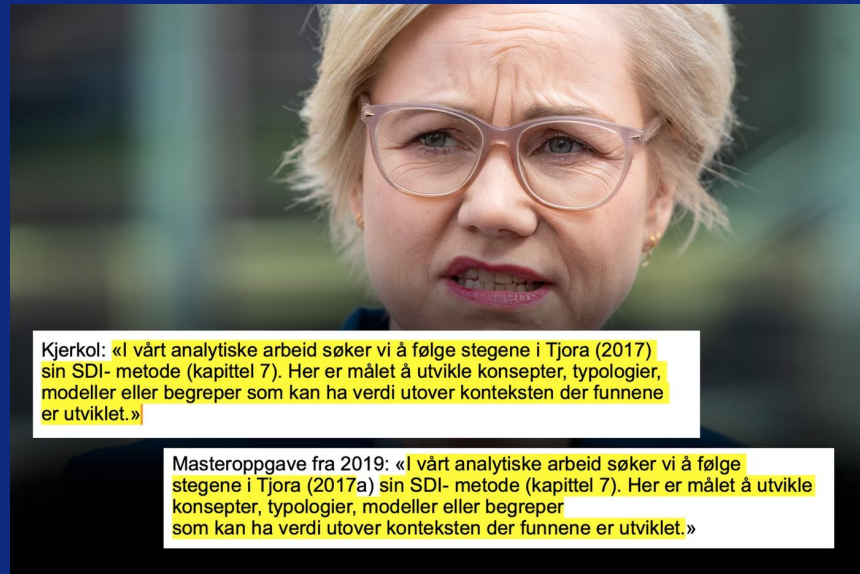 Kjerkol: «I vårt analytiske arbeid søker vi å følge stegene i Tjora (2017)
sin SDI- metode (kapittel 7). Her er målet å utvikle konsepter, typologier,
modeller eller begreper som kan ha verdi utover konteksten der funnene
er utviklet.»
Masteroppgave fra 2019: «I vårt analytiske arbeid søker vi å følge
stegene i Tjora (2017a) sin SDI- metode (kapittel 7). Her er målet å utvikle
konsepter, typologier, modeller eller begreper
som kan ha verdi utover konteksten der funnene er utviklet.»